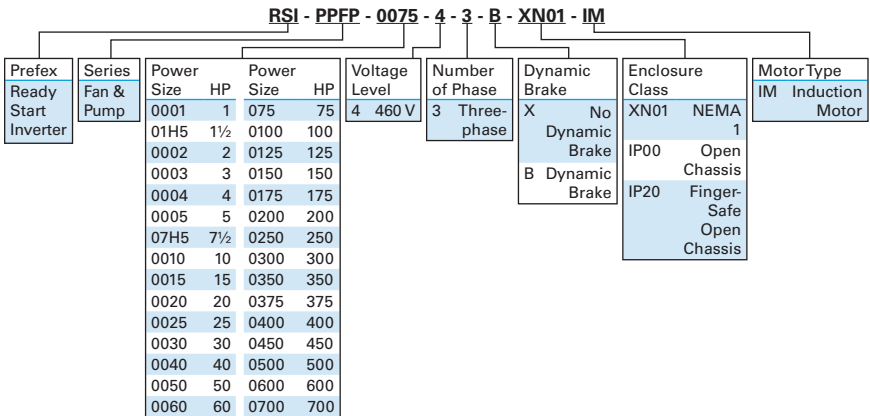 RSI - PPFP - 0075 - 4 - 3 - B - XN01 - IM
Prefex
Ready
Start
Inverter
Series
Fan &
Pump
Power Power
Size HP Size HP
0001 1 075 75
01H5 1½ 0100 100
0002 2 0125 125
0003 3 0150 150
0004 4 0175 175
0005 5 0200 200
07H5 7½ 0250 250
0010 10 0300 300
0015 15 0350 350
0020 20 0375 375
0025 25 0400 400
0030 30 0450 450
0040 40 0500 500
0050 50 0600 600
0060 60 0700 700
Voltage
Level
4 460 V
Number
of Phase
3 Three-
phase
Dynamic
Brake
X No
Dynamic
Brake
B Dynamic
Brake
Enclosure
Class
XN01 NEMA
1
IP00 Open
Chassis
IP20 Finger-
Safe
Open
Chassis
Motor Type
IM Induction
Motor